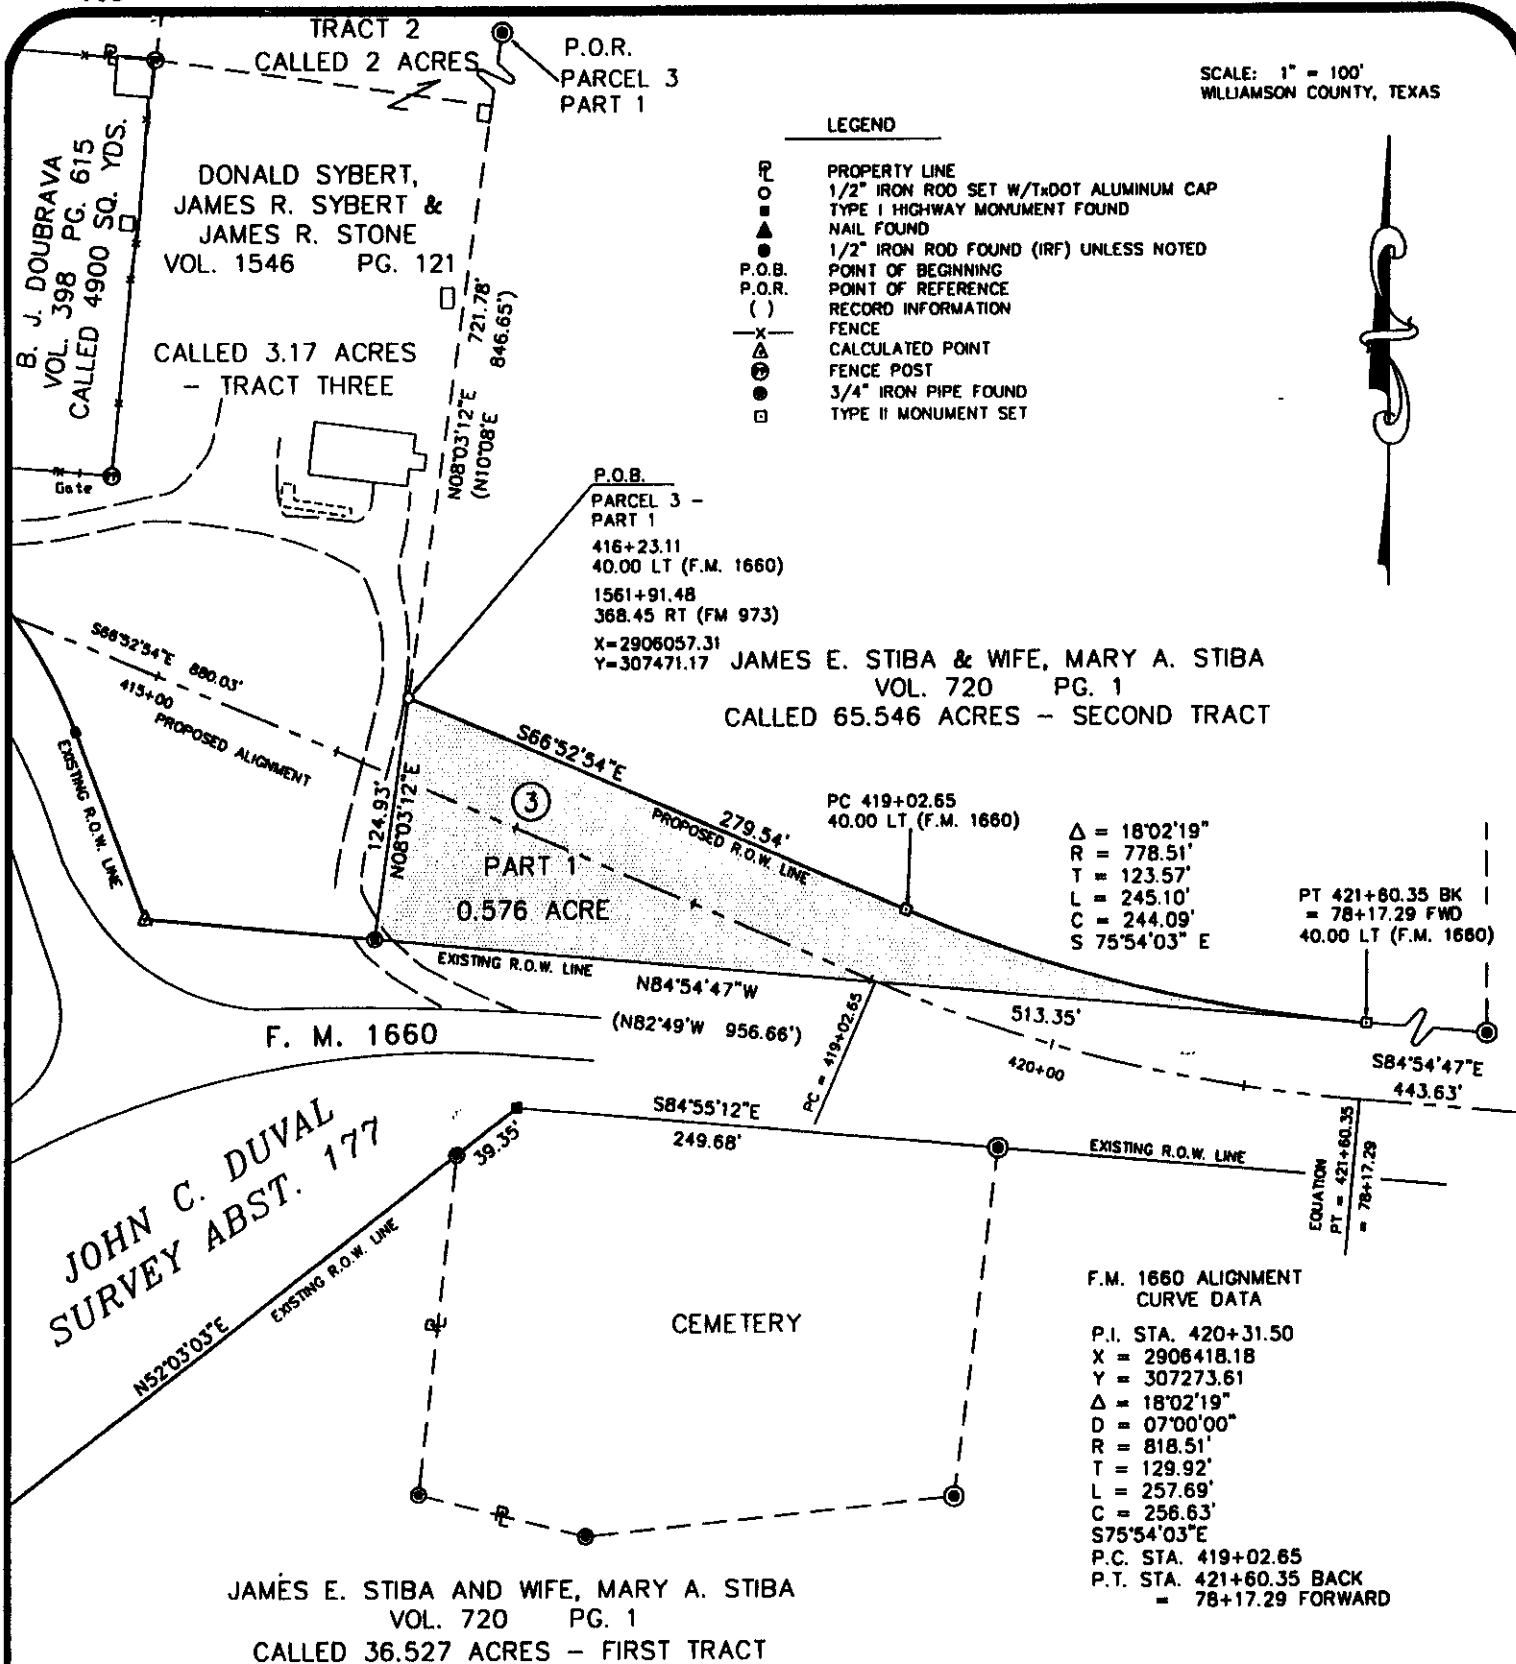 TRACT 2
CALLED 2 ACRES
P.O.R.
PARCEL 3
PART 1
SCALE: 1" = 100'
WILLIAMSON COUNTY, TEXAS
LEGEND
PROPERTY LINE
1/2" IRON ROD SET W/TxDOT ALUMINUM CAP
TYPE I HIGHWAY MONUMENT FOUND
NAIL FOUND
1/2" IRON ROD FOUND (IRF) UNLESS NOTED
P.O.B. POINT OF BEGINNING
P.O.R. POINT OF REFERENCE
( ) RECORD INFORMATION
—x— FENCE
CALCULATED POINT
FENCE POST
3/4" IRON PIPE FOUND
TYPE II MONUMENT SET
B. J. DOUBRAVA
VOL. 398 PG. 615
CALLED 4900 SQ. YDS.
DONALD SYBERT,
JAMES R. SYBERT &
JAMES R. STONE
VOL. 1546 PG. 121
CALLED 3.17 ACRES
- TRACT THREE
N08°03'12"E 721.78'
(N10°08'E 846.65')
Gate
P.O.B.
PARCEL 3 -
PART 1
416+23.11
40.00 LT (F.M. 1660)
1561+91.48
368.45 RT (FM 973)
X=2906057.31
Y=307471.17
JAMES E. STIBA & WIFE, MARY A. STIBA
VOL. 720 PG. 1
CALLED 65.546 ACRES - SECOND TRACT
S66°52'54"E 880.03'
415+00
PROPOSED ALIGNMENT
EXISTING R.O.W. LINE
124.93'
N08°03'12"E
S66°52'54"E
279.54'
PROPOSED R.O.W. LINE
3
PART 1
0.576 ACRE
PC 419+02.65
40.00 LT (F.M. 1660)
Δ = 18°02'19"
R = 778.51'
T = 123.57'
L = 245.10'
C = 244.09'
S 75°54'03" E
PT 421+60.35 BK
= 78+17.29 FWD
40.00 LT (F.M. 1660)
EXISTING R.O.W. LINE
N84°54'47"W
513.35'
(N82°49'W 956.66')
F. M. 1660
PC = 419+02.65
420+00
S84°54'47"E
443.63'
S84°55'12"E
249.68'
39.35'
EXISTING R.O.W. LINE
EQUATION
PT = 421+60.35
= 78+17.29
JOHN C. DUVAL
SURVEY ABST. 177
N52°03'03"E
EXISTING R.O.W. LINE
CEMETERY
F.M. 1660 ALIGNMENT
CURVE DATA
P.I. STA. 420+31.50
X = 2906418.18
Y = 307273.61
Δ = 18°02'19"
D = 07°00'00"
R = 818.51'
T = 129.92'
L = 257.69'
C = 256.63'
S75°54'03"E
P.C. STA. 419+02.65
P.T. STA. 421+60.35 BACK
= 78+17.29 FORWARD
JAMES E. STIBA AND WIFE, MARY A. STIBA
VOL. 720 PG. 1
CALLED 36.527 ACRES - FIRST TRACT